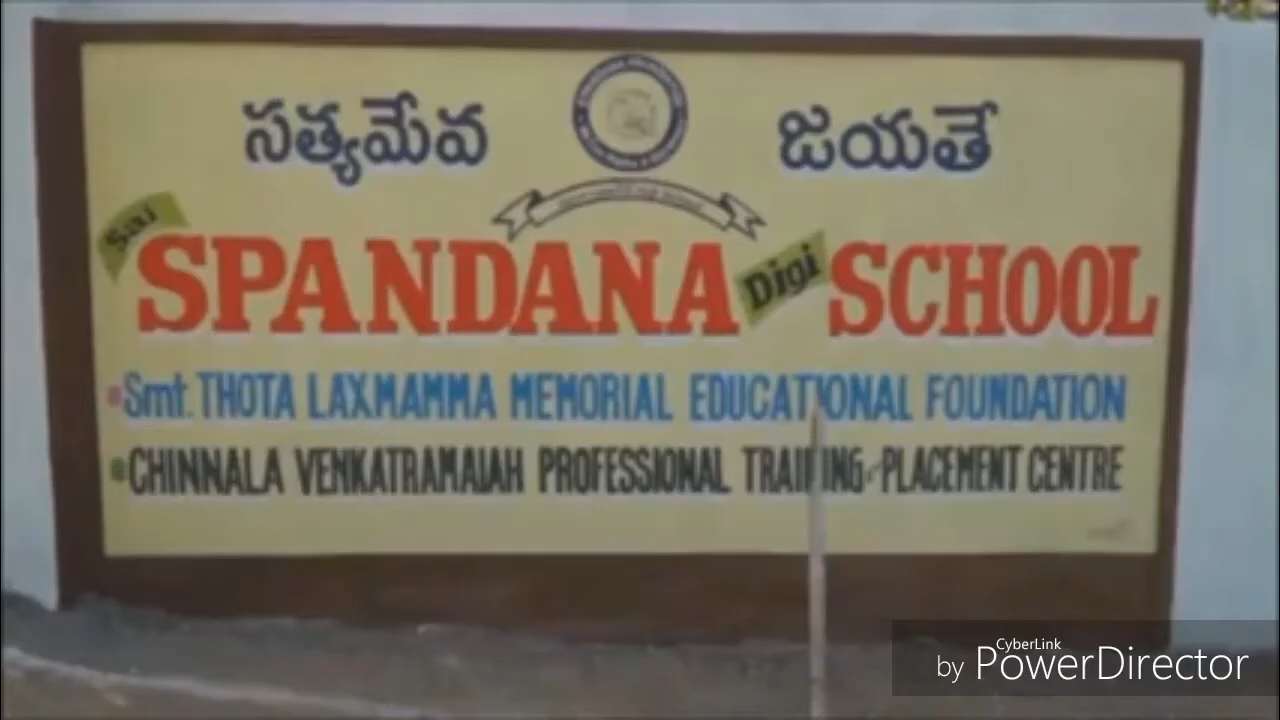 సత్యమేవ జయతే
Sai SPANDANA Digi SCHOOL
Smt. THOTA LAXMAMMA MEMORIAL EDUCATIONAL FOUNDATION
CHINNALA VENKATRAMAIAH PROFESSIONAL TRAINING PLACEMENT CENTRE
CyberLink
by PowerDirector